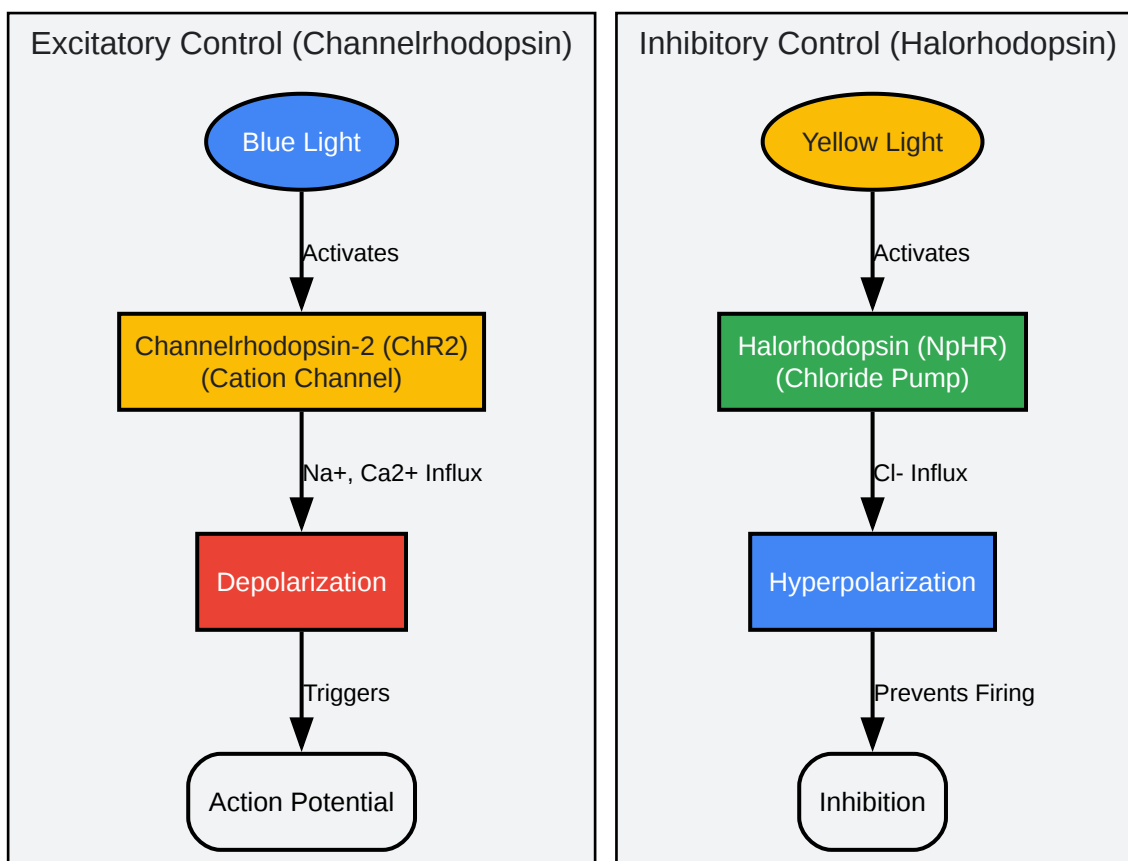 Excitatory Control (Channelrhodopsin)
Blue Light
Activates
Channelrhodopsin-2 (ChR2)
(Cation Channel)
Na+, Ca2+ Influx
Depolarization
Triggers
Action Potential
Inhibitory Control (Halorhodopsin)
Yellow Light
Activates
Halorhodopsin (NpHR)
(Chloride Pump)
Cl- Influx
Hyperpolarization
Prevents Firing
Inhibition